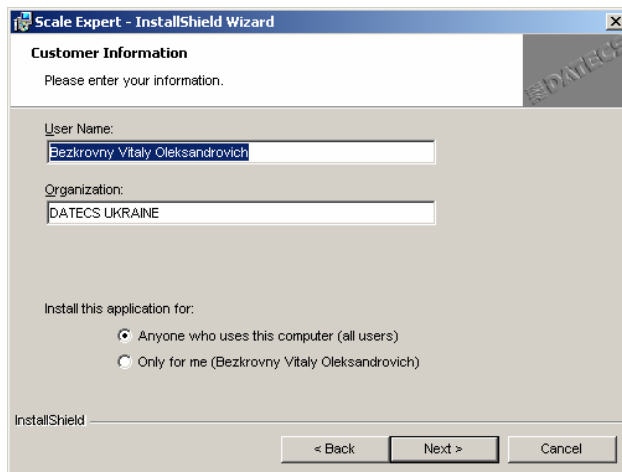 Scale Expert - InstallShield Wizard
Customer Information
Please enter your information.
DATECS
User Name:
Bezkrovny Vitaly Oleksandrovich
Organization:
DATECS UKRAINE
Install this application for:
Anyone who uses this computer (all users)
Only for me (Bezkrovny Vitaly Oleksandrovich)
InstallShield
< Back
Next >
Cancel